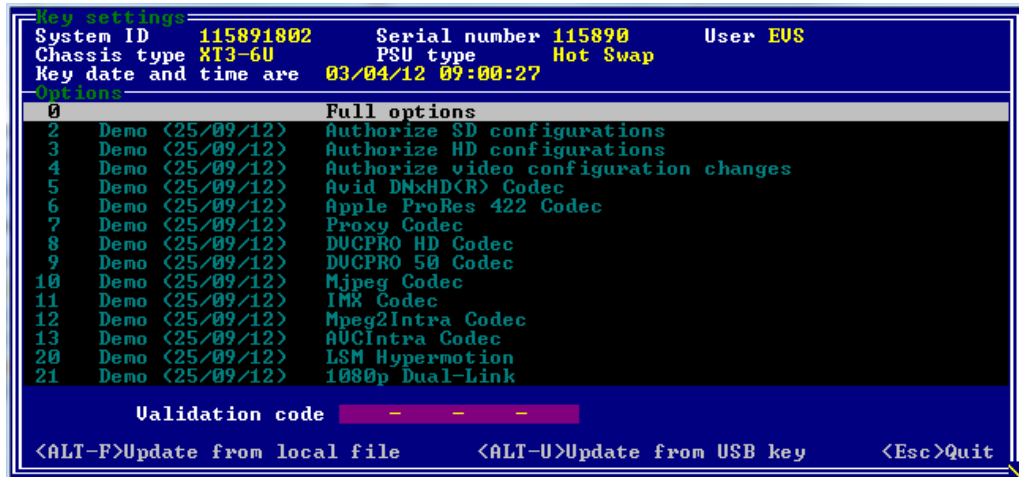 Key settings
System ID 115891802 Serial number 115890 User EVS
Chassis type XT3-6U PSU type Hot Swap
Key date and time are 03/04/12 09:00:27
Options
0 Full options
2 Demo (25/09/12) Authorize SD configurations
3 Demo (25/09/12) Authorize HD configurations
4 Demo (25/09/12) Authorize video configuration changes
5 Demo (25/09/12) Avid DNxHD(R) Codec
6 Demo (25/09/12) Apple ProRes 422 Codec
7 Demo (25/09/12) Proxy Codec
8 Demo (25/09/12) DVCPRO HD Codec
9 Demo (25/09/12) DVCPRO 50 Codec
10 Demo (25/09/12) Mjpeg Codec
11 Demo (25/09/12) IMX Codec
12 Demo (25/09/12) Mpeg2Intra Codec
13 Demo (25/09/12) AVCIntra Codec
20 Demo (25/09/12) LSM Hypermotion
21 Demo (25/09/12) 1080p Dual-Link
Validation code - - -
<ALT-F>Update from local file <ALT-U>Update from USB key <Esc>Quit